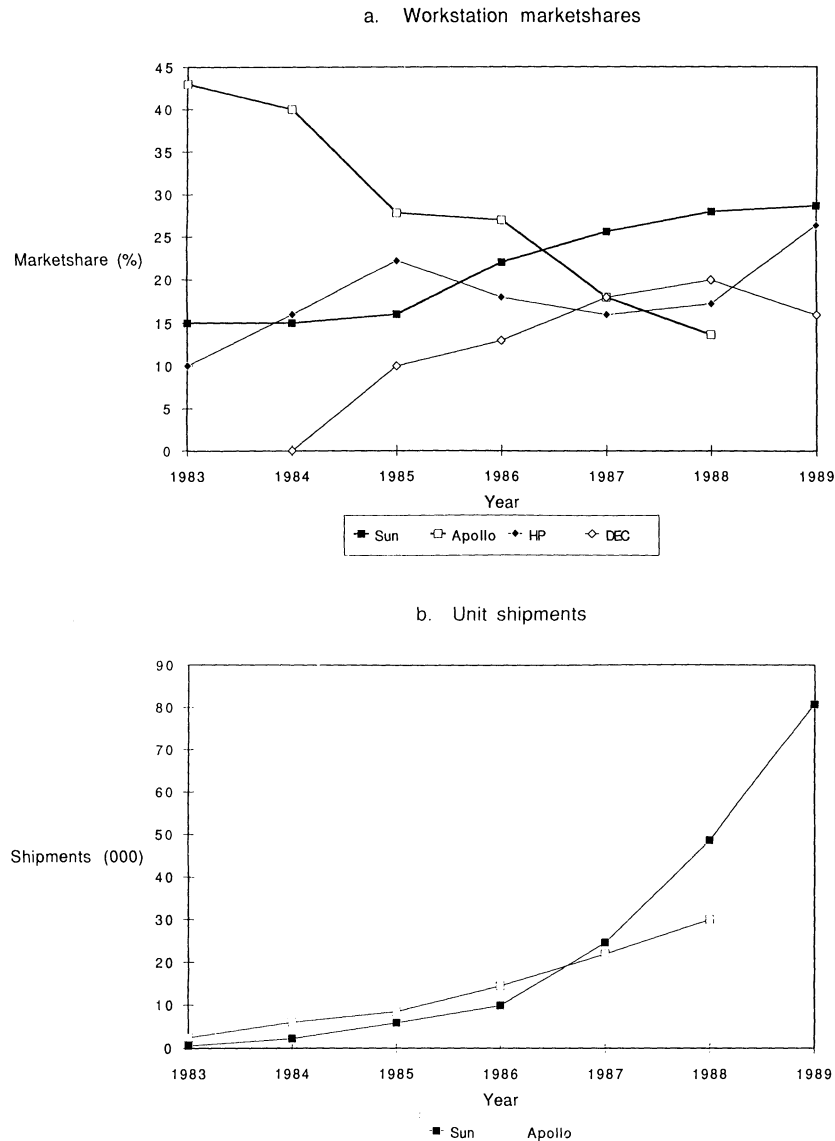 a. Workstation marketshares
45
40
35
30
25
Marketshare (%)
20
15
10
5
0
1983 1984 1985 1986 1987 1988 1989
Year
Sun Apollo HP DEC
b. Unit shipments
90
80
70
60
50
Shipments (000)
40
30
20
10
0
1983 1984 1985 1986 1987 1988 1989
Year
Sun Apollo